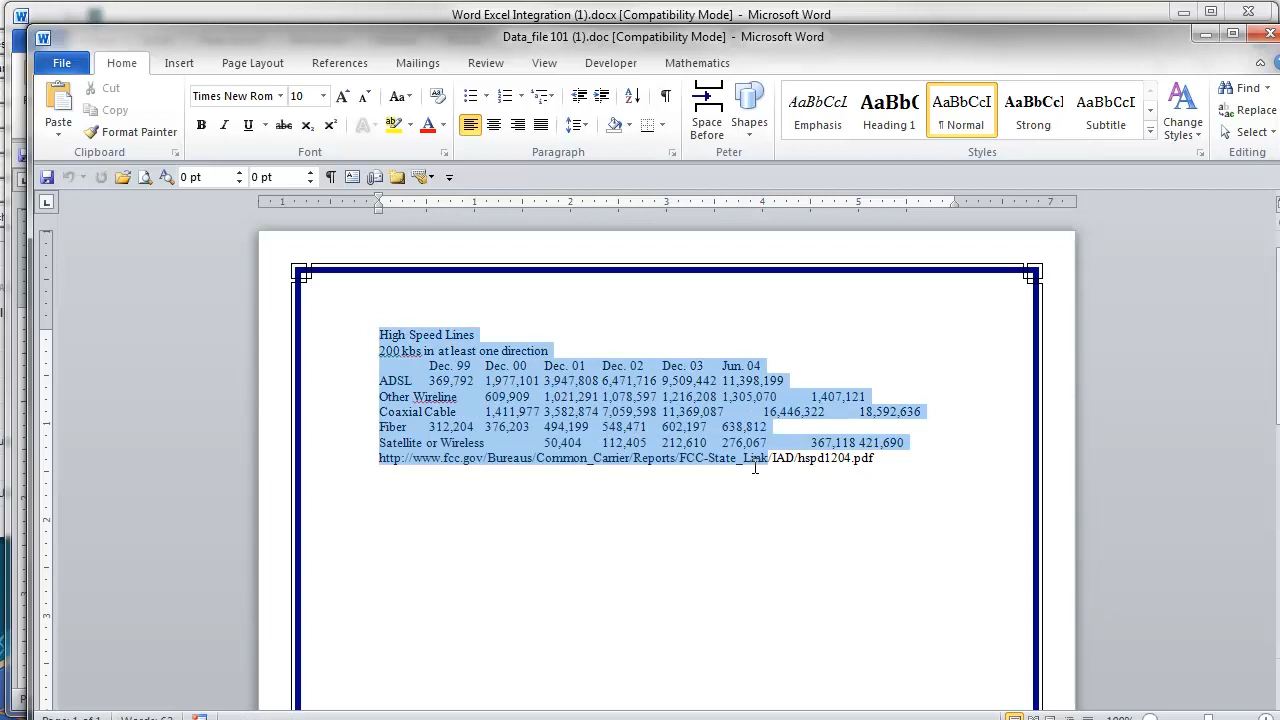 Word Excel Integration (1).docx [Compatibility Mode] - Microsoft Word
Data_file 101 (1).doc [Compatibility Mode] - Microsoft Word
File Home Insert Page Layout References Mailings Review View Developer Mathematics
Paste
Cut
Copy
Format Painter
Clipboard
Times New Rom 10
Font
Paragraph
Space Before
Shapes
Peter
AaBbCcL AaBbC AaBbCcI AaBbCcl AaBbCcI
Emphasis Heading 1 ¶ Normal Strong Subtitle
Change Styles
Styles
Find
Replace
Select
Editing
0 pt 0 pt
1 1 2 3 4 5 7
High Speed Lines
200 kbs in at least one direction
Dec. 99 Dec. 00 Dec. 01 Dec. 02 Dec. 03 Jun. 04
ADSL 369,792 1,977,101 3,947,808 6,471,716 9,509,442 11,398,199
Other Wireline 609,909 1,021,291 1,078,597 1,216,208 1,305,070 1,407,121
Coaxial Cable 1,411,977 3,582,874 7,059,598 11,369,087 16,446,322 18,592,636
Fiber 312,204 376,203 494,199 548,471 602,197 638,812
Satellite or Wireless 50,404 112,405 212,610 276,067 367,118 421,690
http://www.fcc.gov/Bureaus/Common_Carrier/Reports/FCC-State_Link/IAD/hspd1204.pdf